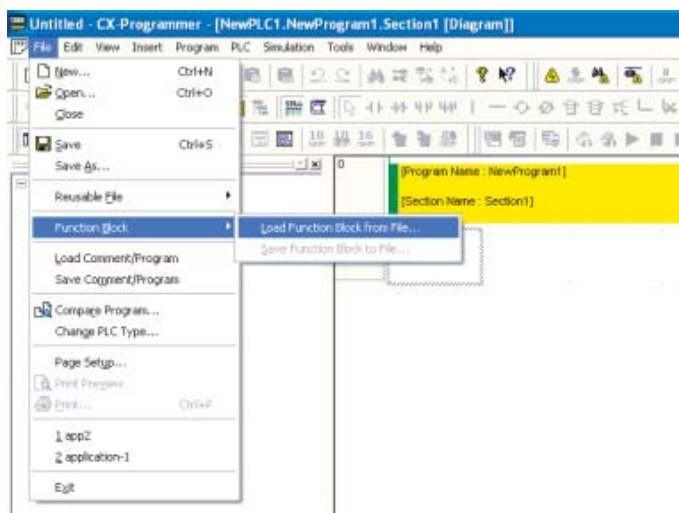 Untitled - CX-Programmer - [NewPLC1.NewProgram1.Section1 [Diagram]]
File Edit View Insert Program PLC Simulation Tools Window Help
New... Ctrl+N
Open... Ctrl+O
Close
Save Ctrl+S
Save As...
Reusable File
Function Block
Load Function Block from File...
Save Function Block to File...
Load Comment/Program
Save Comment/Program
Compare Program...
Change PLC Type...
Page Setup...
Print Preview
Print... Ctrl+P
1 app2
2 application-1
Exit
0
[Program Name : NewProgram1]
[Section Name : Section1]